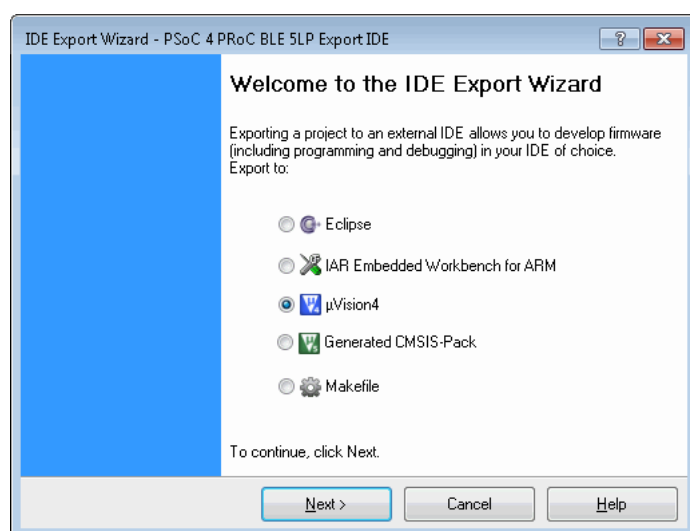 IDE Export Wizard - PSoC 4 PRoC BLE 5LP Export IDE
Welcome to the IDE Export Wizard
Exporting a project to an external IDE allows you to develop firmware
(including programming and debugging) in your IDE of choice.
Export to:
Eclipse
IAR Embedded Workbench for ARM
µVision4
Generated CMSIS-Pack
Makefile
To continue, click Next.
Next >
Cancel
Help